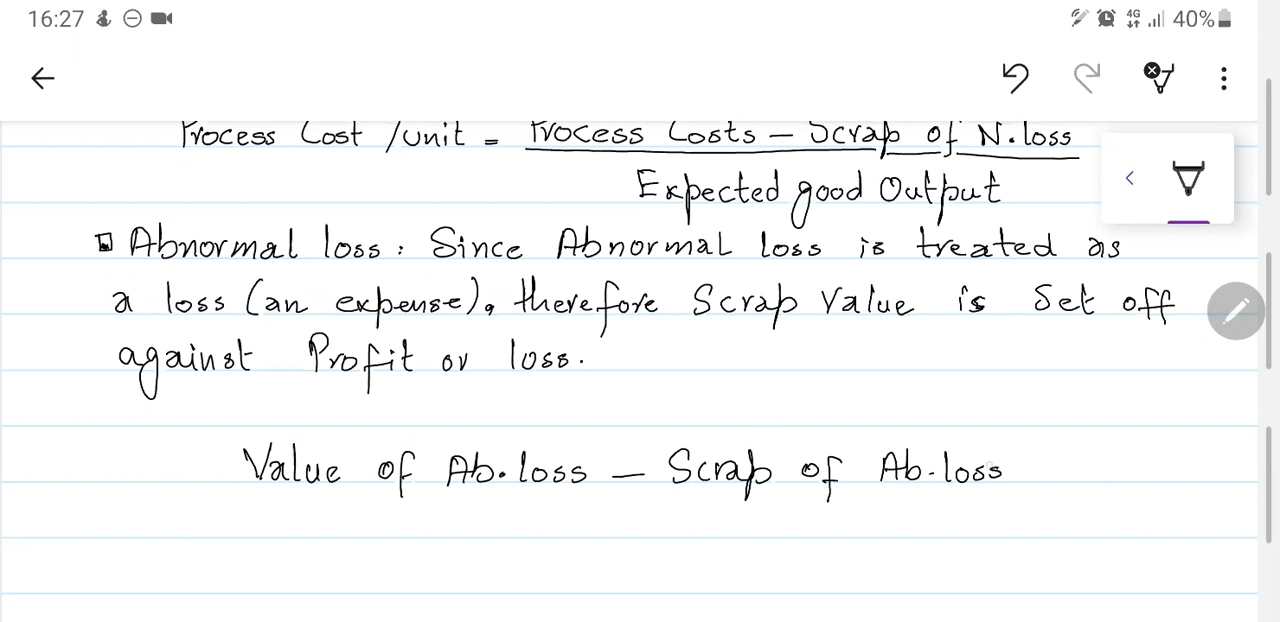 16:27 4G 40%
Process Cost /unit = Process Costs - Scrap of N.loss
Expected good Output
Abnormal loss: Since Abnormal loss is treated as
a loss (an expense), therefore Scrap Value is Set off
against Profit or loss.
Value of Ab.loss - Scrap of Ab-loss